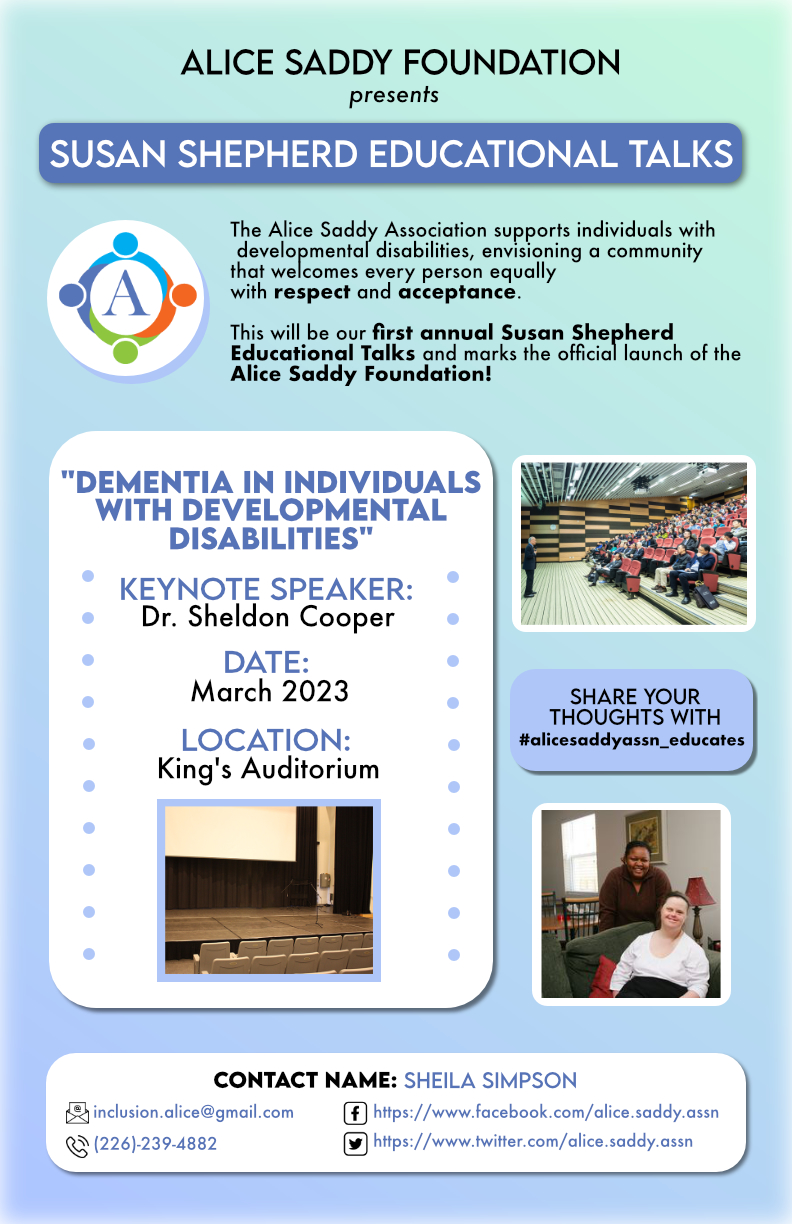 ALICE SADDY FOUNDATION
presents
SUSAN SHEPHERD EDUCATIONAL TALKS
A
The Alice Saddy Association supports individuals with
developmental disabilities, envisioning a community
that welcomes every person equally
with respect and acceptance.
This will be our first annual Susan Shepherd
Educational Talks and marks the official launch of the
Alice Saddy Foundation!
"DEMENTIA IN INDIVIDUALS
WITH DEVELOPMENTAL
DISABILITIES"
KEYNOTE SPEAKER:
Dr. Sheldon Cooper
DATE:
March 2023
LOCATION:
King's Auditorium
SHARE YOUR
THOUGHTS WITH
#alicesaddyassn_educates
CONTACT NAME: SHEILA SIMPSON
inclusion.alice@gmail.com
https://www.facebook.com/alice.saddy.assn
(226)-239-4882
https://www.twitter.com/alice.saddy.assn